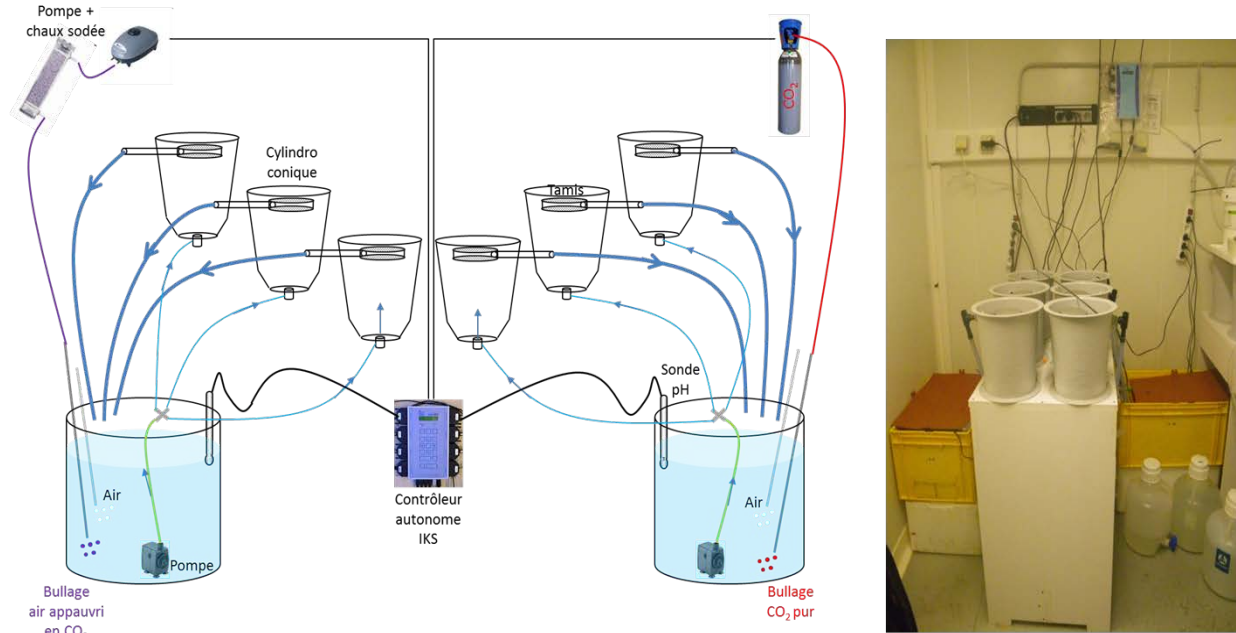 Pompe +
chaux sodée
CO2
Cylindro
conique
Tamis
Sonde
pH
Air
Pompe
Contrôleur
autonome
IKS
Air
Bullage
air appauvri
en CO2
Bullage
CO2 pur